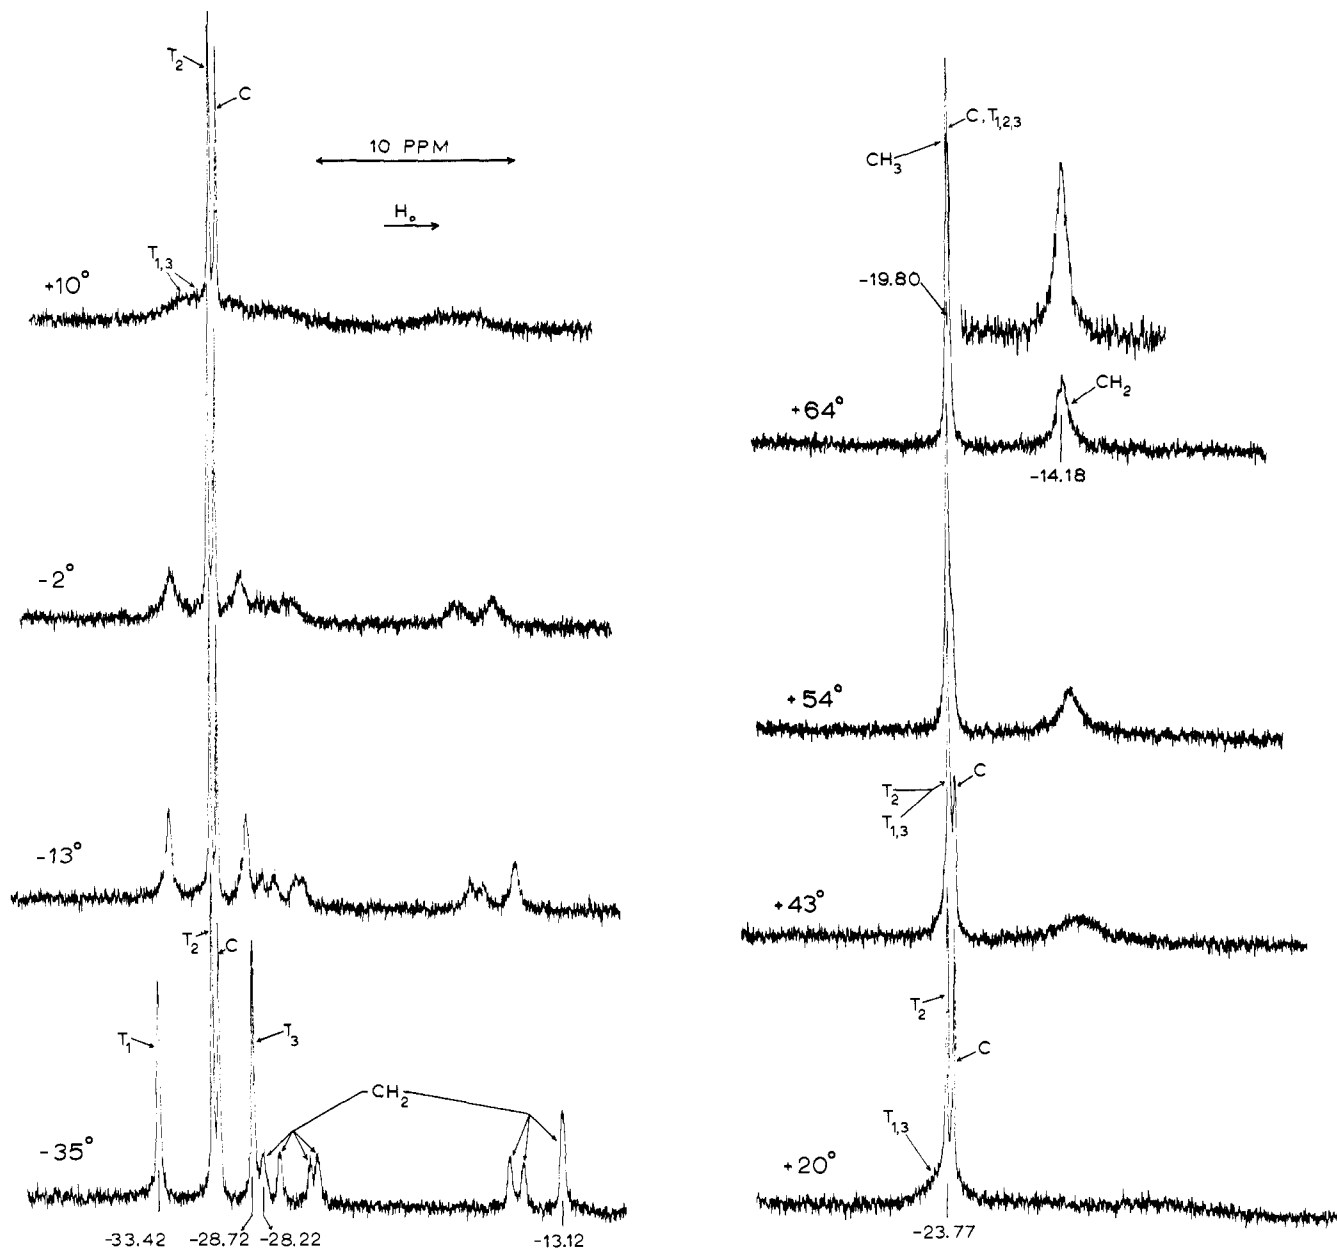 T₂
C
10 PPM
H₀
T₁,₃
+10°
-2°
-13°
T₂
C
T₁
T₃
CH₂
-35°
-33.42 -28.72 -28.22 -13.12
C, T₁,₂,₃
CH₃
-19.80
CH₂
+64°
-14.18
+54°
T₂
C
T₁,₃
+43°
T₂
C
T₁,₃
+20°
-23.77